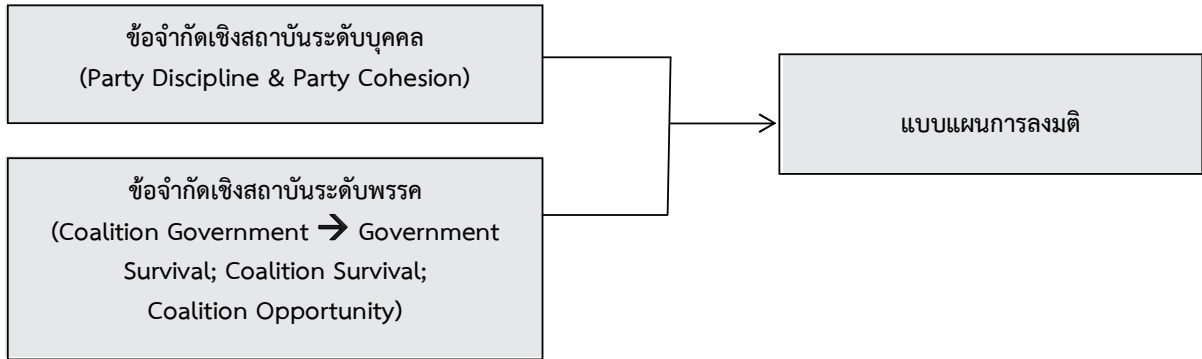 ข้อจำกัดเชิงสถาบันระดับบุคคล
(Party Discipline & Party Cohesion)
ข้อจำกัดเชิงสถาบันระดับพรรค
(Coalition Government → Government
Survival; Coalition Survival;
Coalition Opportunity)
แบบแผนการลงมติ